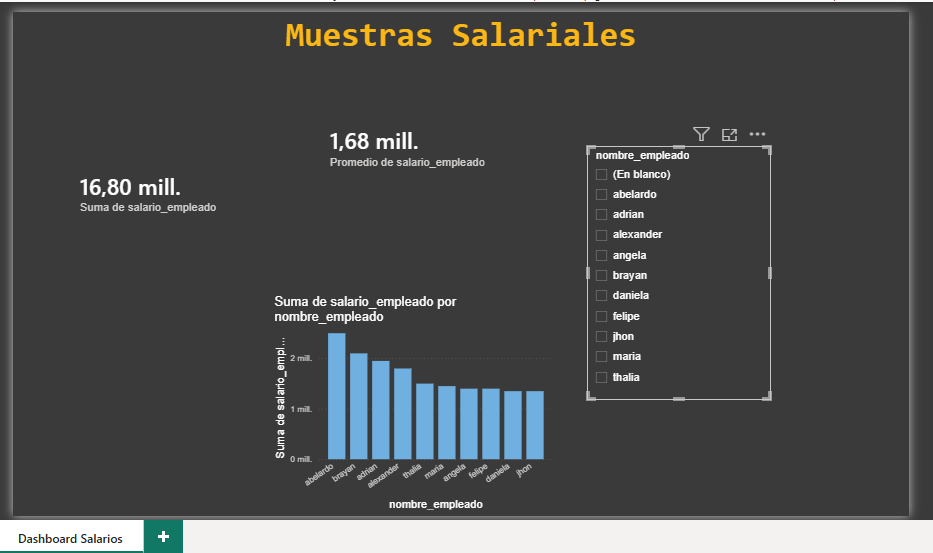 Muestras Salariales
1,68 mill.
Promedio de salario_empleado
16,80 mill.
Suma de salario_empleado
nombre_empleado
(En blanco)
abelardo
adrian
alexander
angela
brayan
daniela
felipe
jhon
maria
thalia
Suma de salario_empleado por
nombre_empleado
Suma de salario_empl...
2 mill.
1 mill.
0 mill.
abelardo
brayan
adrian
alexander
thalia
maria
angela
felipe
daniela
jhon
nombre_empleado
Dashboard Salarios
+